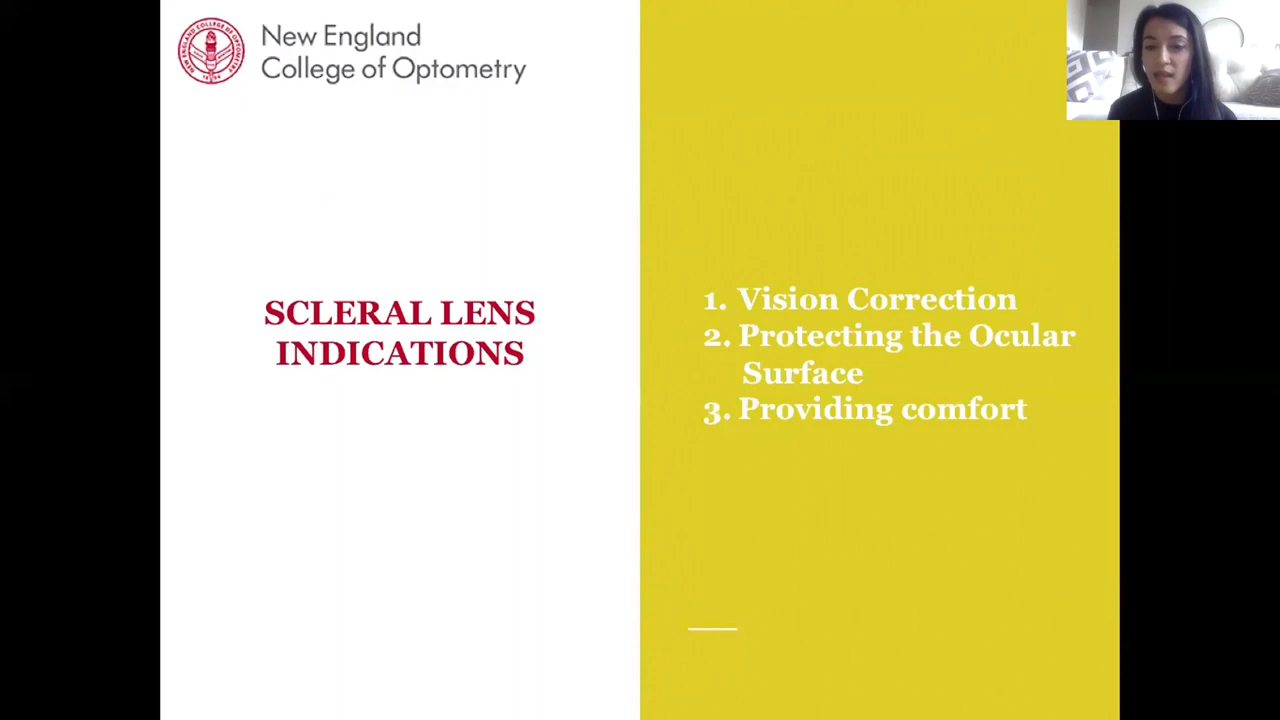 New England
College of Optometry
SCLERAL LENS
INDICATIONS
1. Vision Correction
2. Protecting the Ocular
Surface
3. Providing comfort